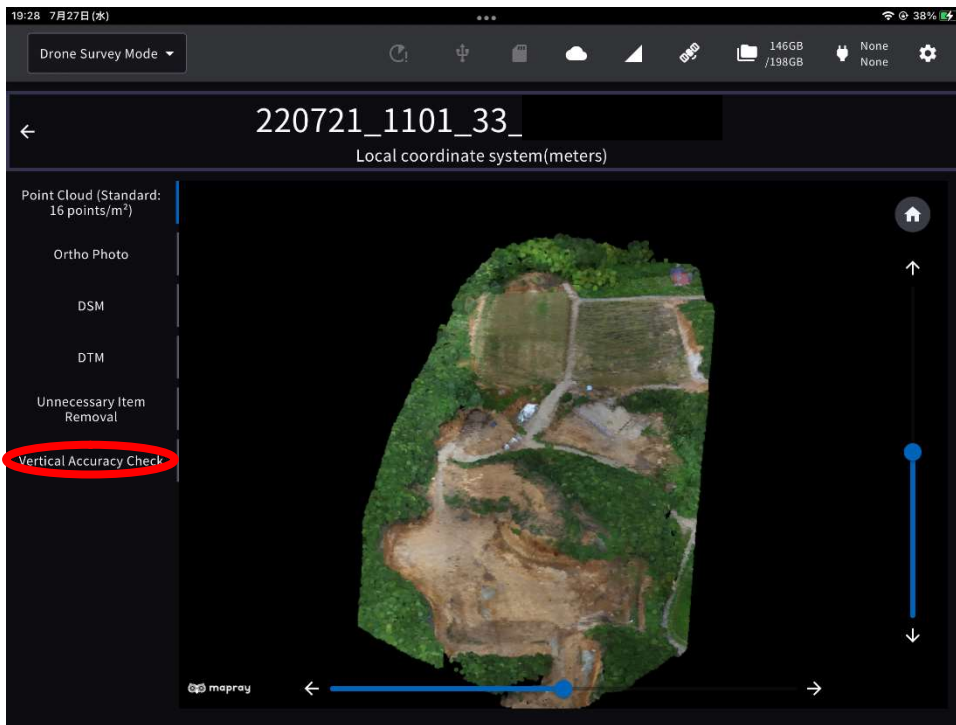 19:28 7月27日(水)
38%
Drone Survey Mode
146GB
/198GB
None
None
220721_1101_33_
Local coordinate system(meters)
Point Cloud (Standard:
16 points/m²)
Ortho Photo
DSM
DTM
Unnecessary Item
Removal
Vertical Accuracy Check
mapray